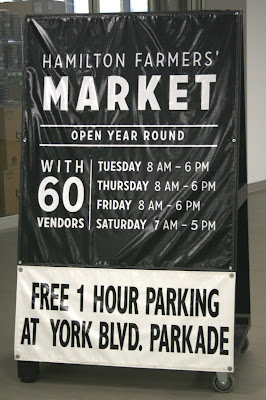 HAMILTON FARMERS'
MARKET
OPEN YEAR ROUND
WITH
60
VENDORS
TUESDAY 8 AM – 6 PM
THURSDAY 8 AM – 6 PM
FRIDAY 8 AM – 6 PM
SATURDAY 7 AM – 5 PM
FREE 1 HOUR PARKING
AT YORK BLVD. PARKADE